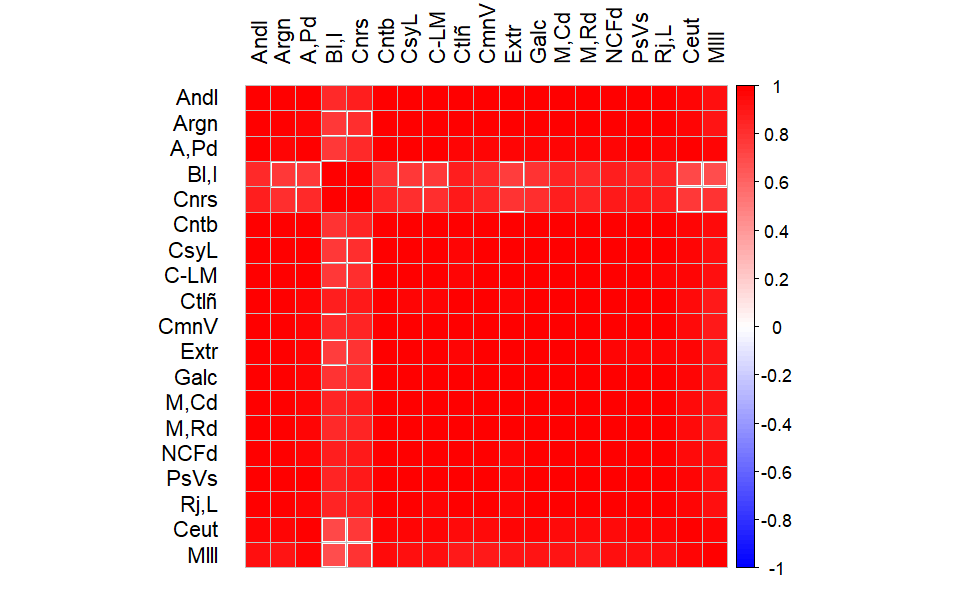 Andl Argn A,Pd Bl,I Cnrs Cntb CsyL C-LM Ctlñ CmnV Extr Galc M,Cd M,Rd NCFd PsVs Rj,L Ceut Mlll
Andl
Argn
A,Pd
Bl,I
Cnrs
Cntb
CsyL
C-LM
Ctlñ
CmnV
Extr
Galc
M,Cd
M,Rd
NCFd
PsVs
Rj,L
Ceut
Mlll
1
0.8
0.6
0.4
0.2
0
-0.2
-0.4
-0.6
-0.8
-1